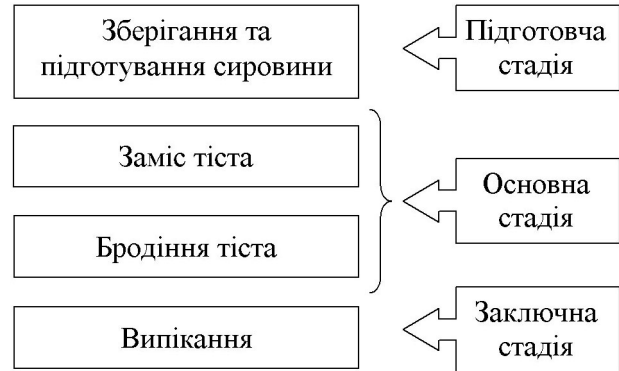 Зберігання та
підготування сировини
Підготовча
стадія
Заміс тіста
Бродіння тіста
Основна
стадія
Випікання
Заключна
стадія